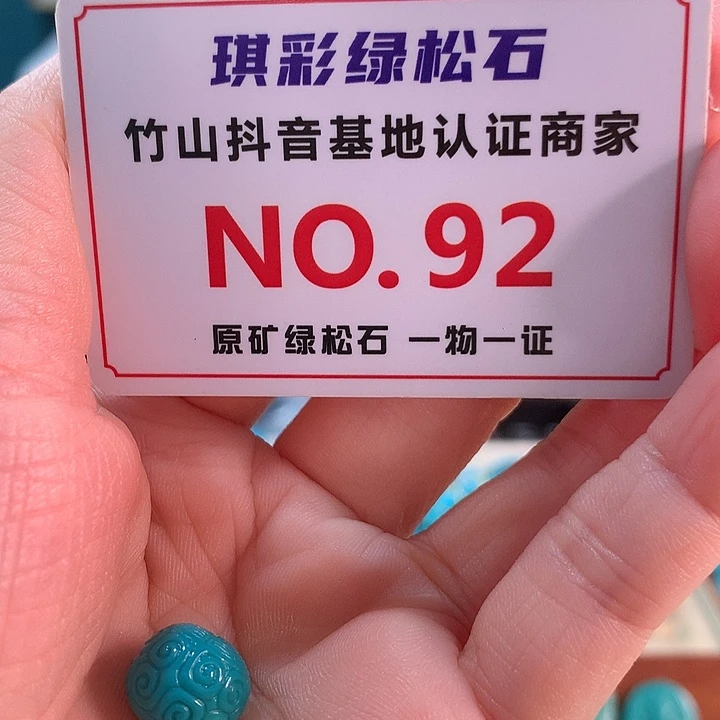 琪彩绿松石
竹山抖音基地认证商家
NO.92
原矿绿松石 一物一证